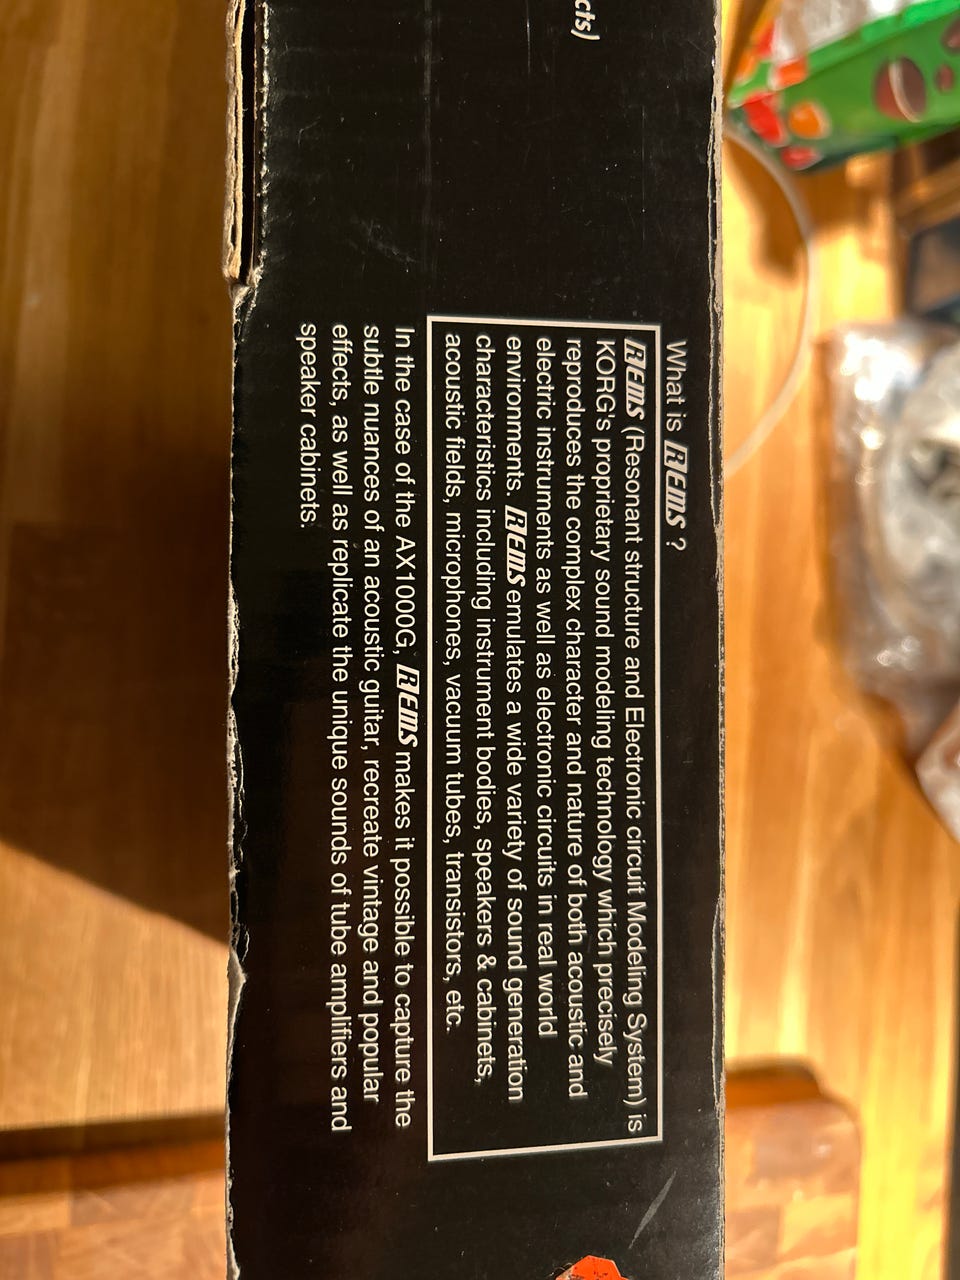 cts)
What is REMS ?
REMS (Resonant structure and Electronic circuit Modeling System) is
KORG's proprietary sound modeling technology which precisely
reproduces the complex character and nature of both acoustic and
electric instruments as well as electronic circuits in real world
environments. REMS emulates a wide variety of sound generation
characteristics including instrument bodies, speakers & cabinets,
acoustic fields, microphones, vacuum tubes, transistors, etc.
In the case of the AX1000G, REMS makes it possible to capture the
subtle nuances of an acoustic guitar, recreate vintage and popular
effects, as well as replicate the unique sounds of tube amplifiers and
speaker cabinets.